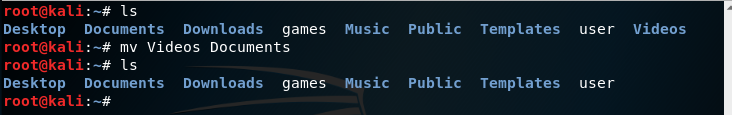 root@kali:~# ls
Desktop  Documents  Downloads  games  Music  Public  Templates  user  Videos
root@kali:~# mv Videos Documents
root@kali:~# ls
Desktop  Documents  Downloads  games  Music  Public  Templates  user
root@kali:~#